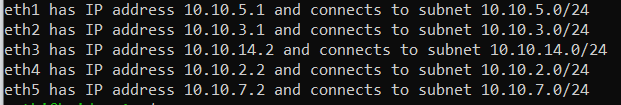 eth1 has IP address 10.10.5.1 and connects to subnet 10.10.5.0/24
eth2 has IP address 10.10.3.1 and connects to subnet 10.10.3.0/24
eth3 has IP address 10.10.14.2 and connects to subnet 10.10.14.0/24
eth4 has IP address 10.10.2.2 and connects to subnet 10.10.2.0/24
eth5 has IP address 10.10.7.2 and connects to subnet 10.10.7.0/24